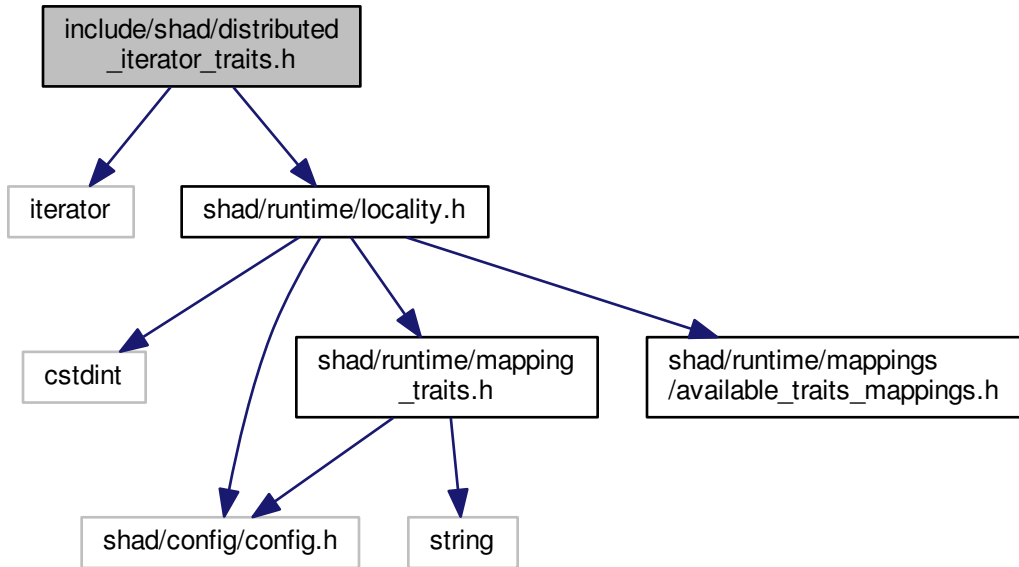 include/shad/distributed
_iterator_traits.h
iterator
shad/runtime/locality.h
cstdint
shad/runtime/mapping
_traits.h
shad/runtime/mappings
/available_traits_mappings.h
shad/config/config.h
string